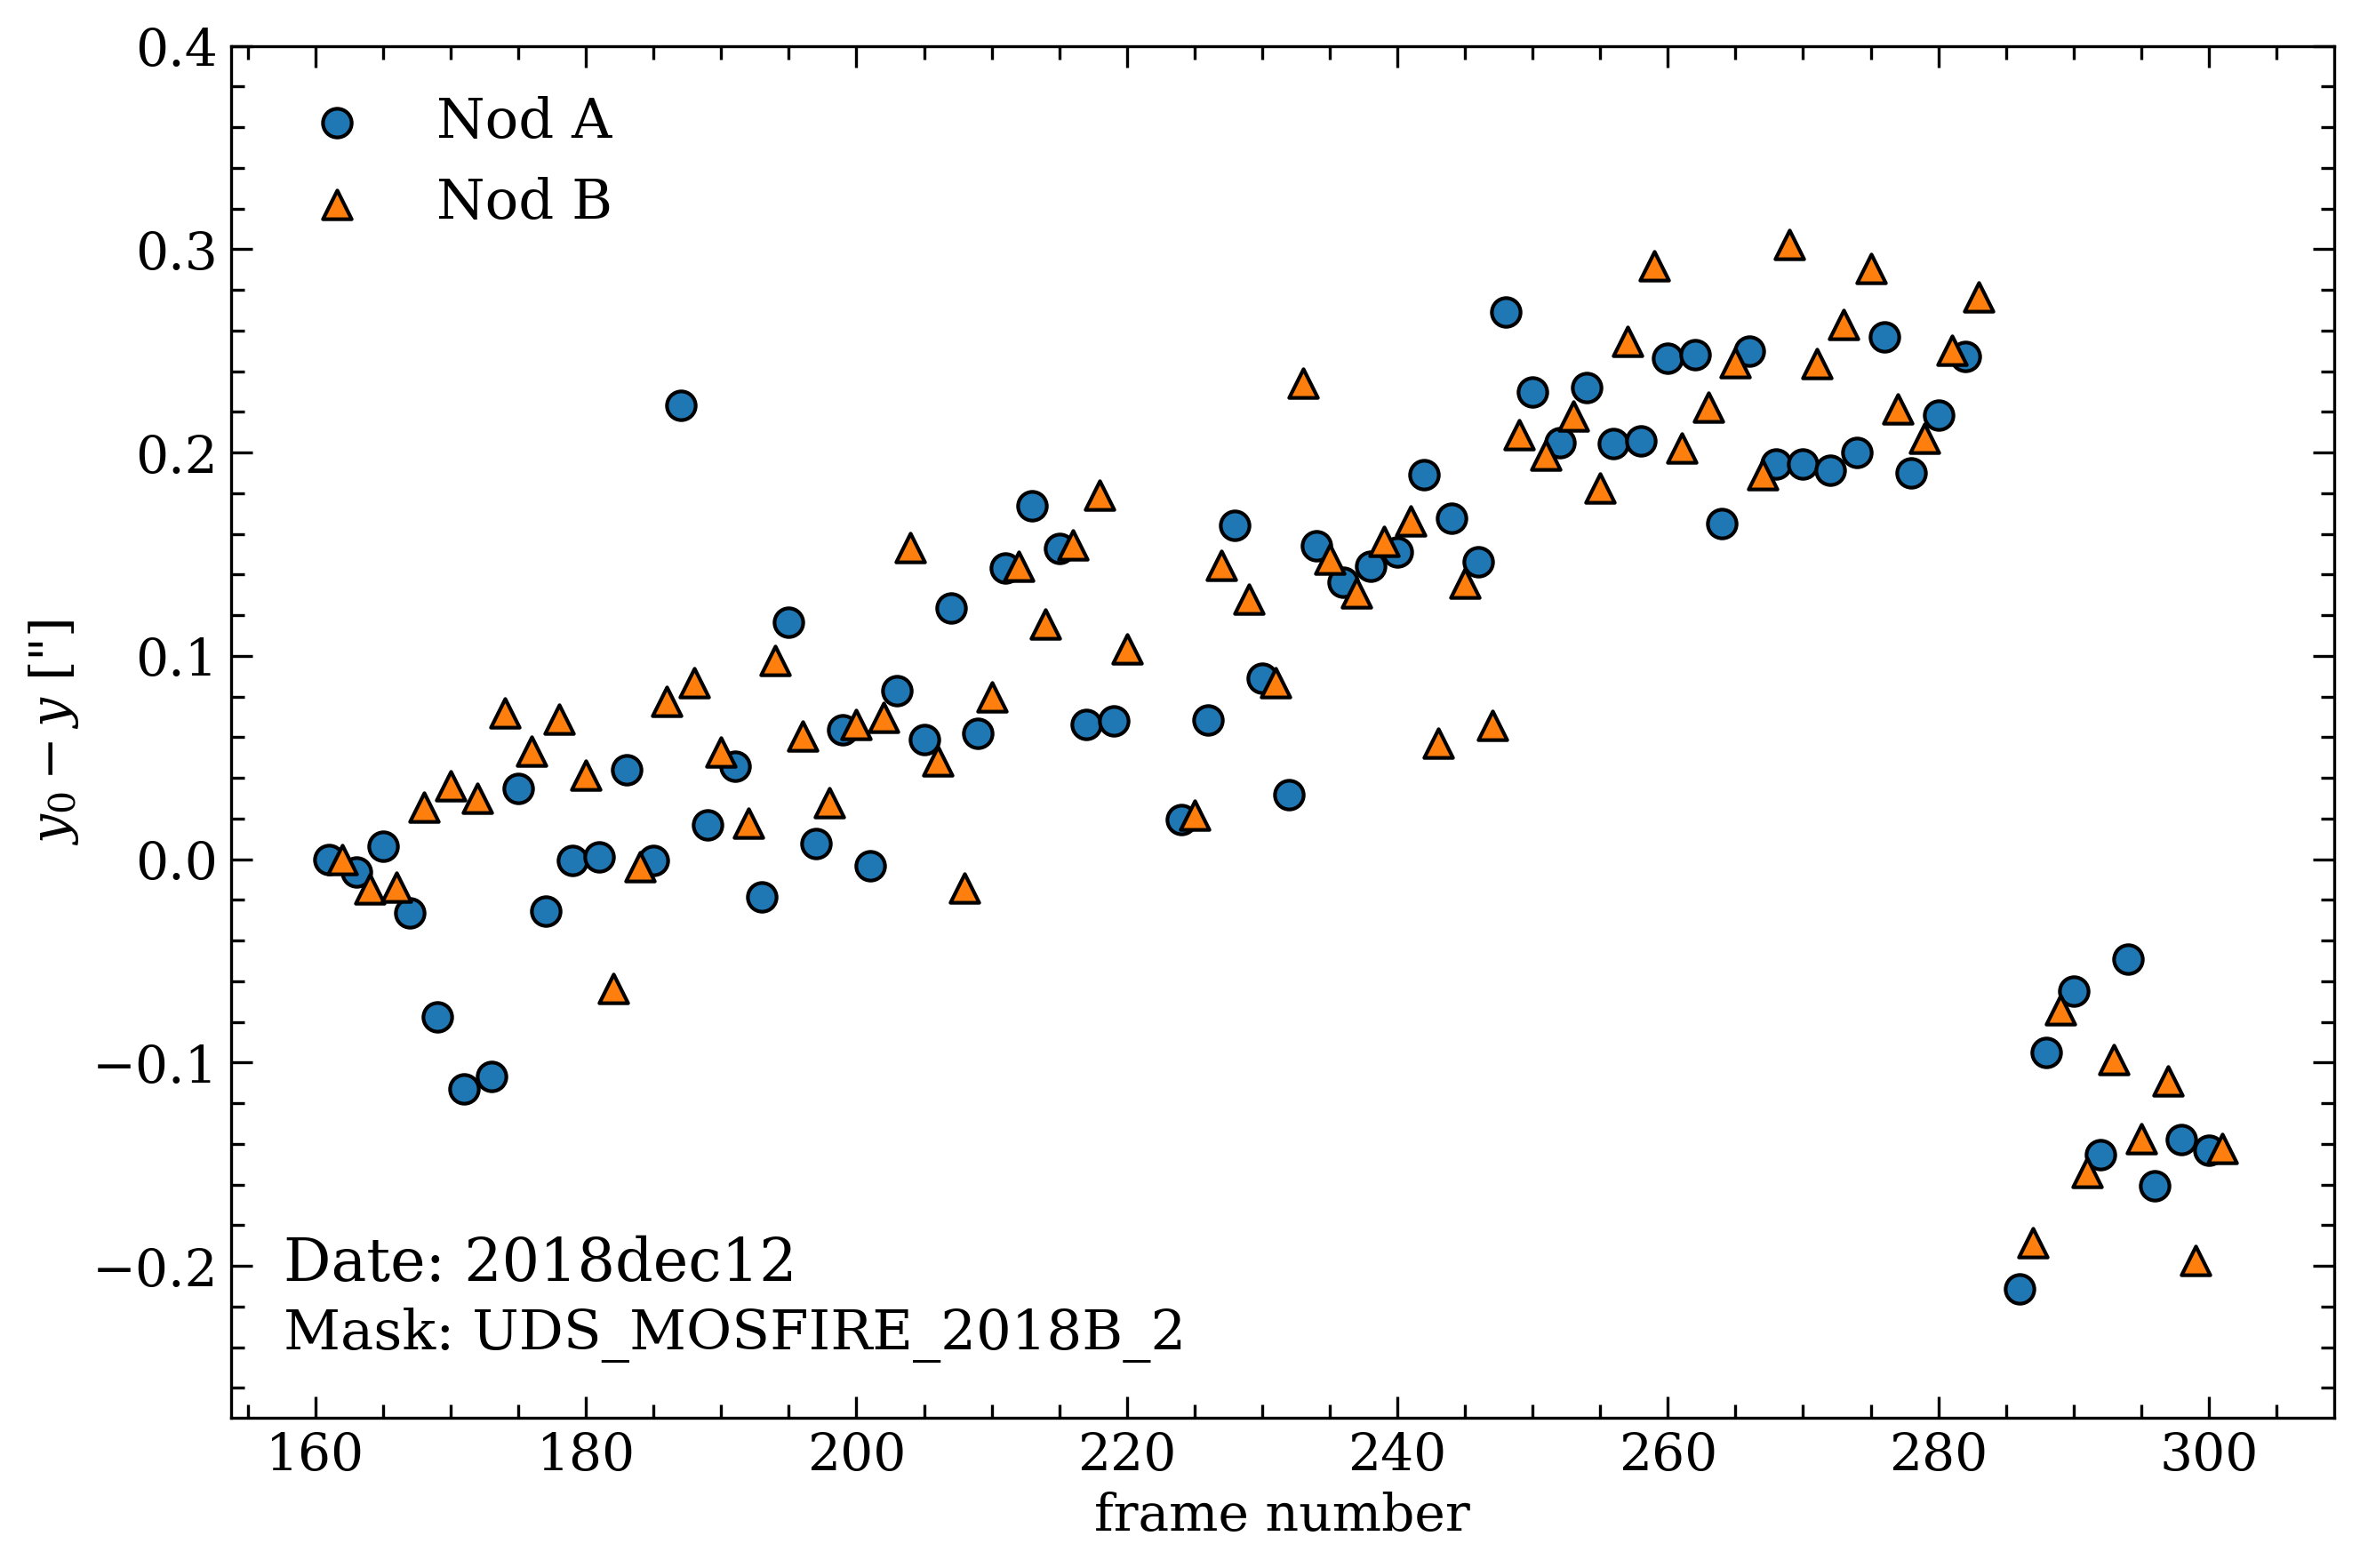 0.4
0.3
0.2
0.1
0.0
−0.1
−0.2
y₀ − y ["]
Nod A
Nod B
Date: 2018dec12
Mask: UDS_MOSFIRE_2018B_2
160 180 200 220 240 260 280 300
frame number